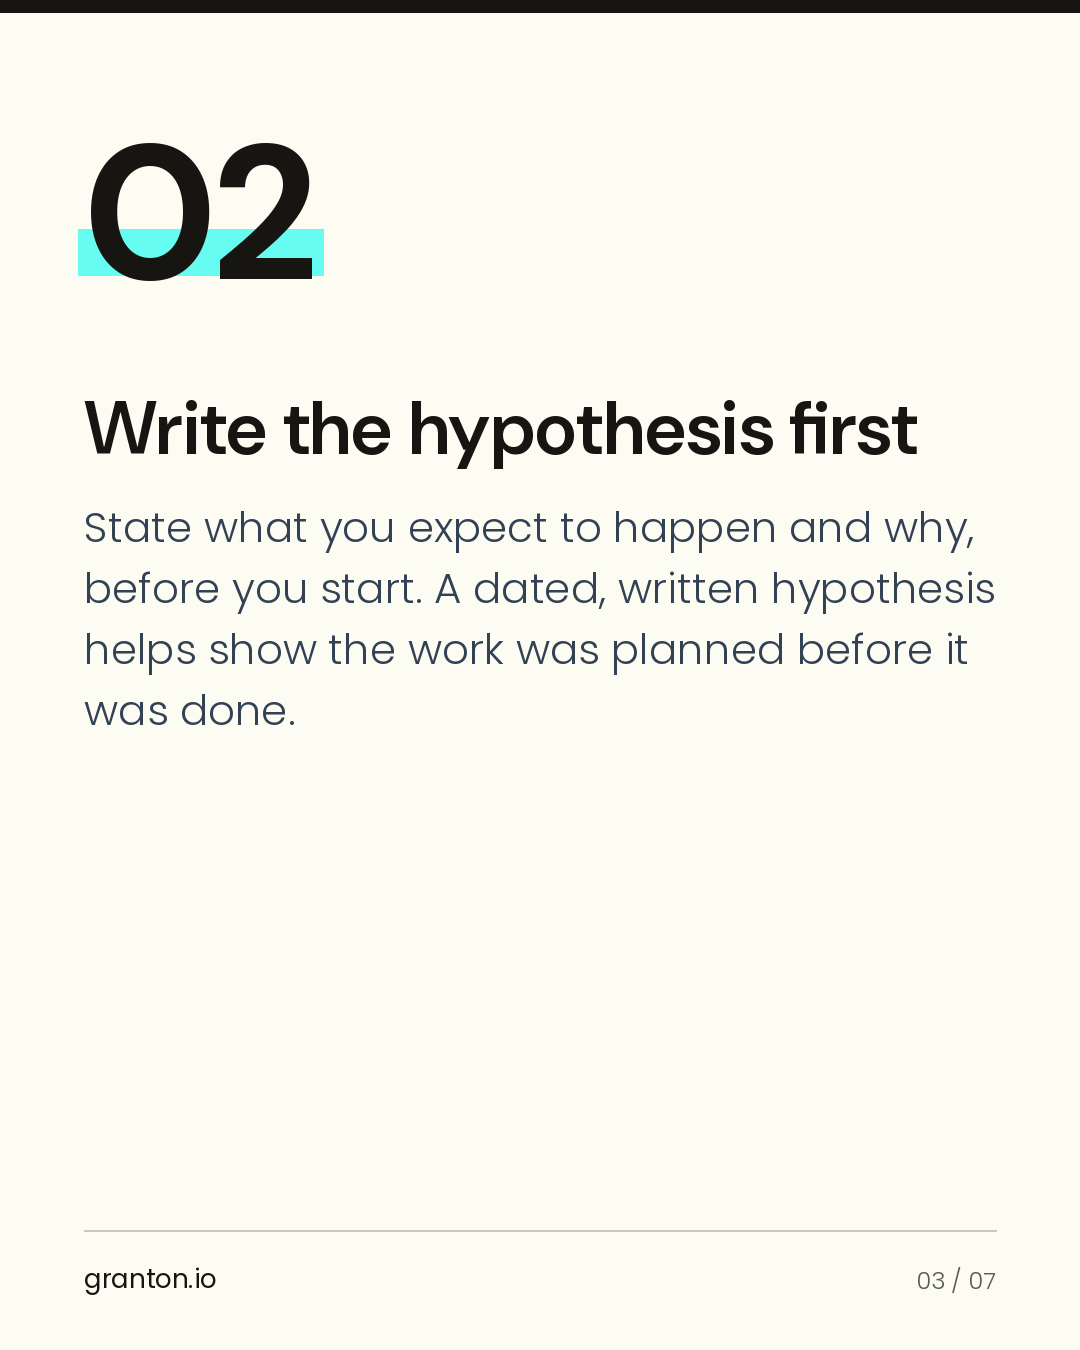 02
Write the hypothesis first
State what you expect to happen and why,
before you start. A dated, written hypothesis
helps show the work was planned before it
was done.
granton.io
03 / 07